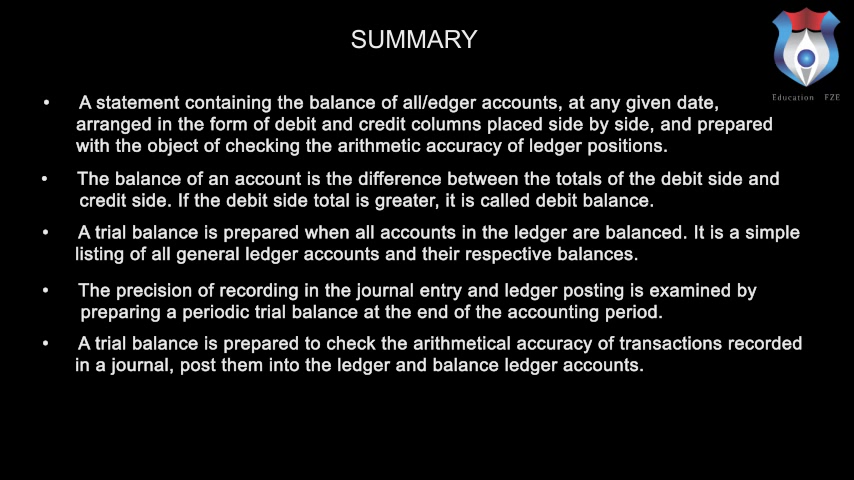 SUMMARY
Education FZE
• A statement containing the balance of all/edger accounts, at any given date,
arranged in the form of debit and credit columns placed side by side, and prepared
with the object of checking the arithmetic accuracy of ledger positions.
• The balance of an account is the difference between the totals of the debit side and
credit side. If the debit side total is greater, it is called debit balance.
• A trial balance is prepared when all accounts in the ledger are balanced. It is a simple
listing of all general ledger accounts and their respective balances.
• The precision of recording in the journal entry and ledger posting is examined by
preparing a periodic trial balance at the end of the accounting period.
• A trial balance is prepared to check the arithmetical accuracy of transactions recorded
in a journal, post them into the ledger and balance ledger accounts.